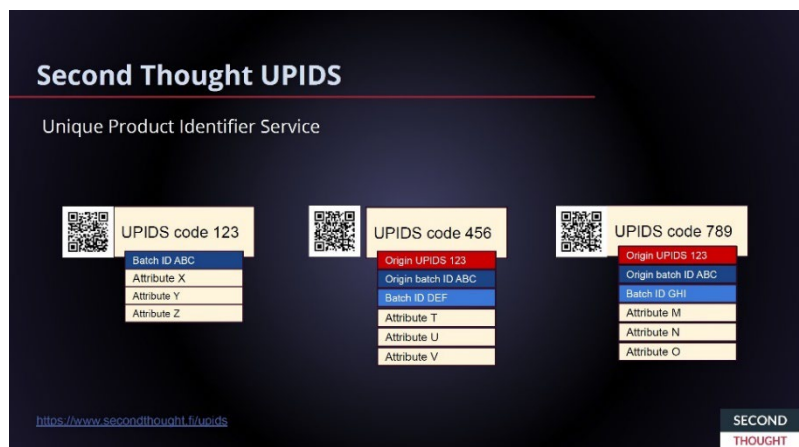 Second Thought UPIDS
Unique Product Identifier Service
UPIDS code 123
Batch ID ABC
Attribute X
Attribute Y
Attribute Z
UPIDS code 456
Origin UPIDS 123
Origin batch ID ABC
Batch ID DEF
Attribute T
Attribute U
Attribute V
UPIDS code 789
Origin UPIDS 123
Origin batch ID ABC
Batch ID GHI
Attribute M
Attribute N
Attribute O
https://www.secondthought.fi/upids
SECOND
THOUGHT